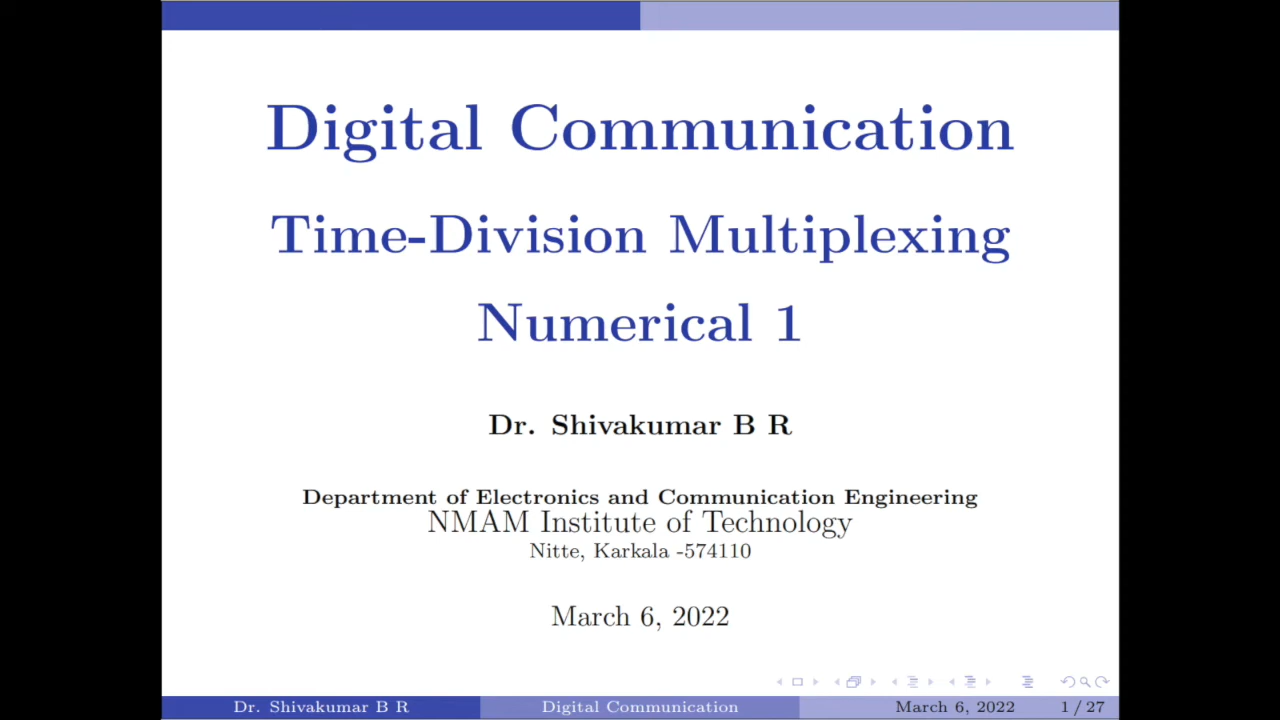 Digital Communication
Time-Division Multiplexing
Numerical 1
Dr. Shivakumar B R
Department of Electronics and Communication Engineering
NMAM Institute of Technology
Nitte, Karkala -574110
March 6, 2022
Dr. Shivakumar B R Digital Communication March 6, 2022 1 / 27